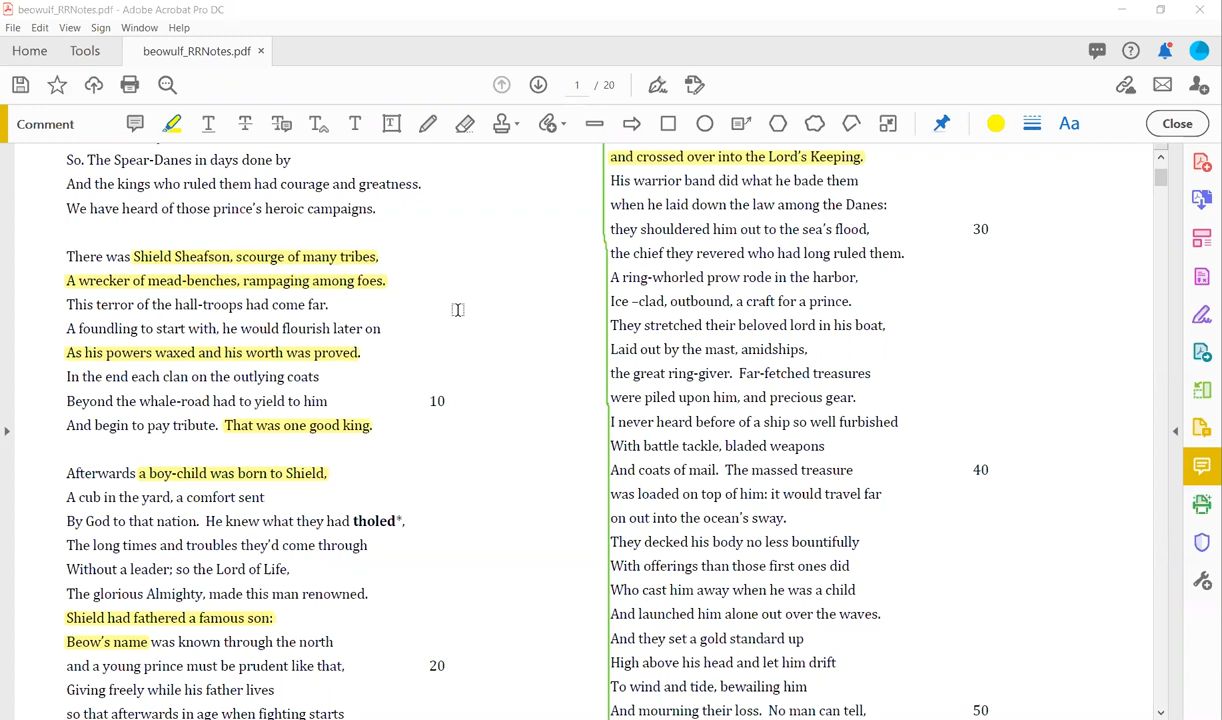 beowulf_RRNotes.pdf - Adobe Acrobat Pro DC
File Edit View Sign Window Help
Home Tools beowulf_RRNotes.pdf ×
1 / 20
Comment
Close
So. The Spear-Danes in days done by
And the kings who ruled them had courage and greatness.
We have heard of those prince's heroic campaigns.
There was Shield Sheafson, scourge of many tribes,
A wrecker of mead-benches, rampaging among foes.
This terror of the hall-troops had come far.
A foundling to start with, he would flourish later on
As his powers waxed and his worth was proved.
In the end each clan on the outlying coats
Beyond the whale-road had to yield to him 10
And begin to pay tribute. That was one good king.
Afterwards a boy-child was born to Shield,
A cub in the yard, a comfort sent
By God to that nation. He knew what they had tholed*,
The long times and troubles they'd come through
Without a leader; so the Lord of Life,
The glorious Almighty, made this man renowned.
Shield had fathered a famous son:
Beow's name was known through the north
and a young prince must be prudent like that, 20
Giving freely while his father lives
so that afterwards in age when fighting starts
and crossed over into the Lord's Keeping.
His warrior band did what he bade them
when he laid down the law among the Danes:
they shouldered him out to the sea's flood, 30
the chief they revered who had long ruled them.
A ring-whorled prow rode in the harbor,
Ice –clad, outbound, a craft for a prince.
They stretched their beloved lord in his boat,
Laid out by the mast, amidships,
the great ring-giver. Far-fetched treasures
were piled upon him, and precious gear.
I never heard before of a ship so well furbished
With battle tackle, bladed weapons
And coats of mail. The massed treasure 40
was loaded on top of him: it would travel far
on out into the ocean's sway.
They decked his body no less bountifully
With offerings than those first ones did
Who cast him away when he was a child
And launched him alone out over the waves.
And they set a gold standard up
High above his head and let him drift
To wind and tide, bewailing him
And mourning their loss. No man can tell, 50